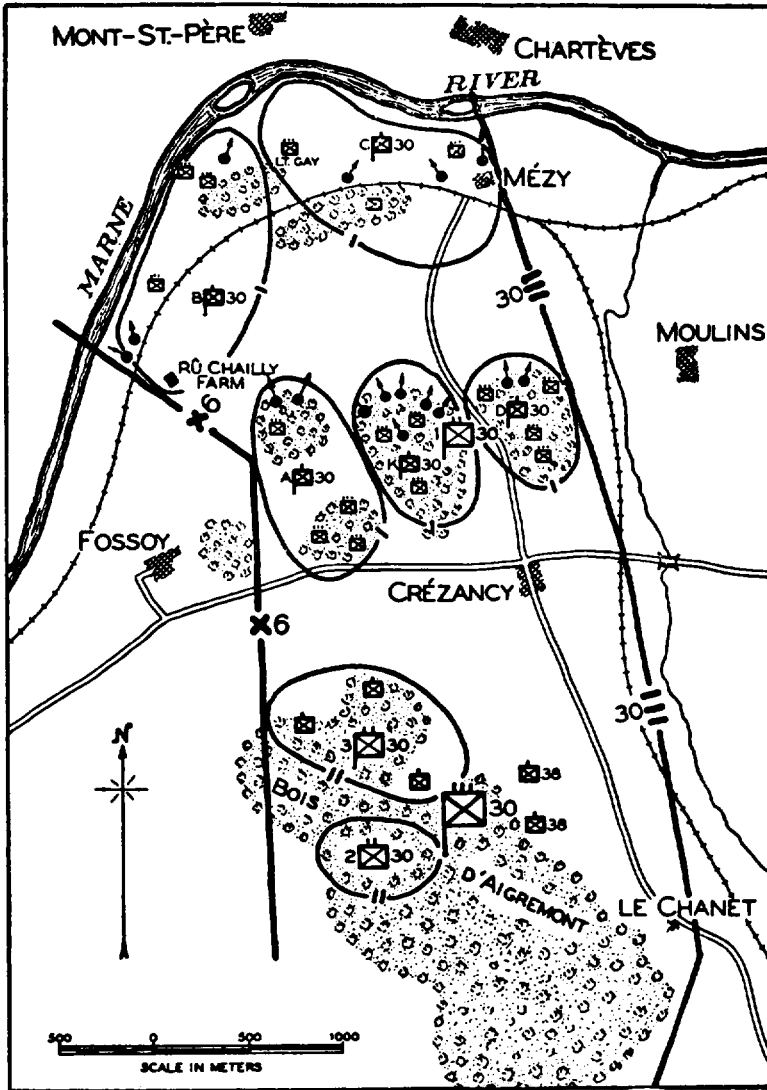 MONT-ST.-PÈRE
CHARTÈVES
RIVER
C 30
LT. GAY
MÉZY
MARNE
B 30
30
MOULINS
RÛ CHAILLY
FARM
6
D 30
1 30
A 30
K 30
FOSSOY
CRÉZANCY
6
30
3 30
N
BOIS
38
30
38
2 30
D'AIGREMONT
LE CHANÊT
500 0 500 1000
SCALE IN METERS